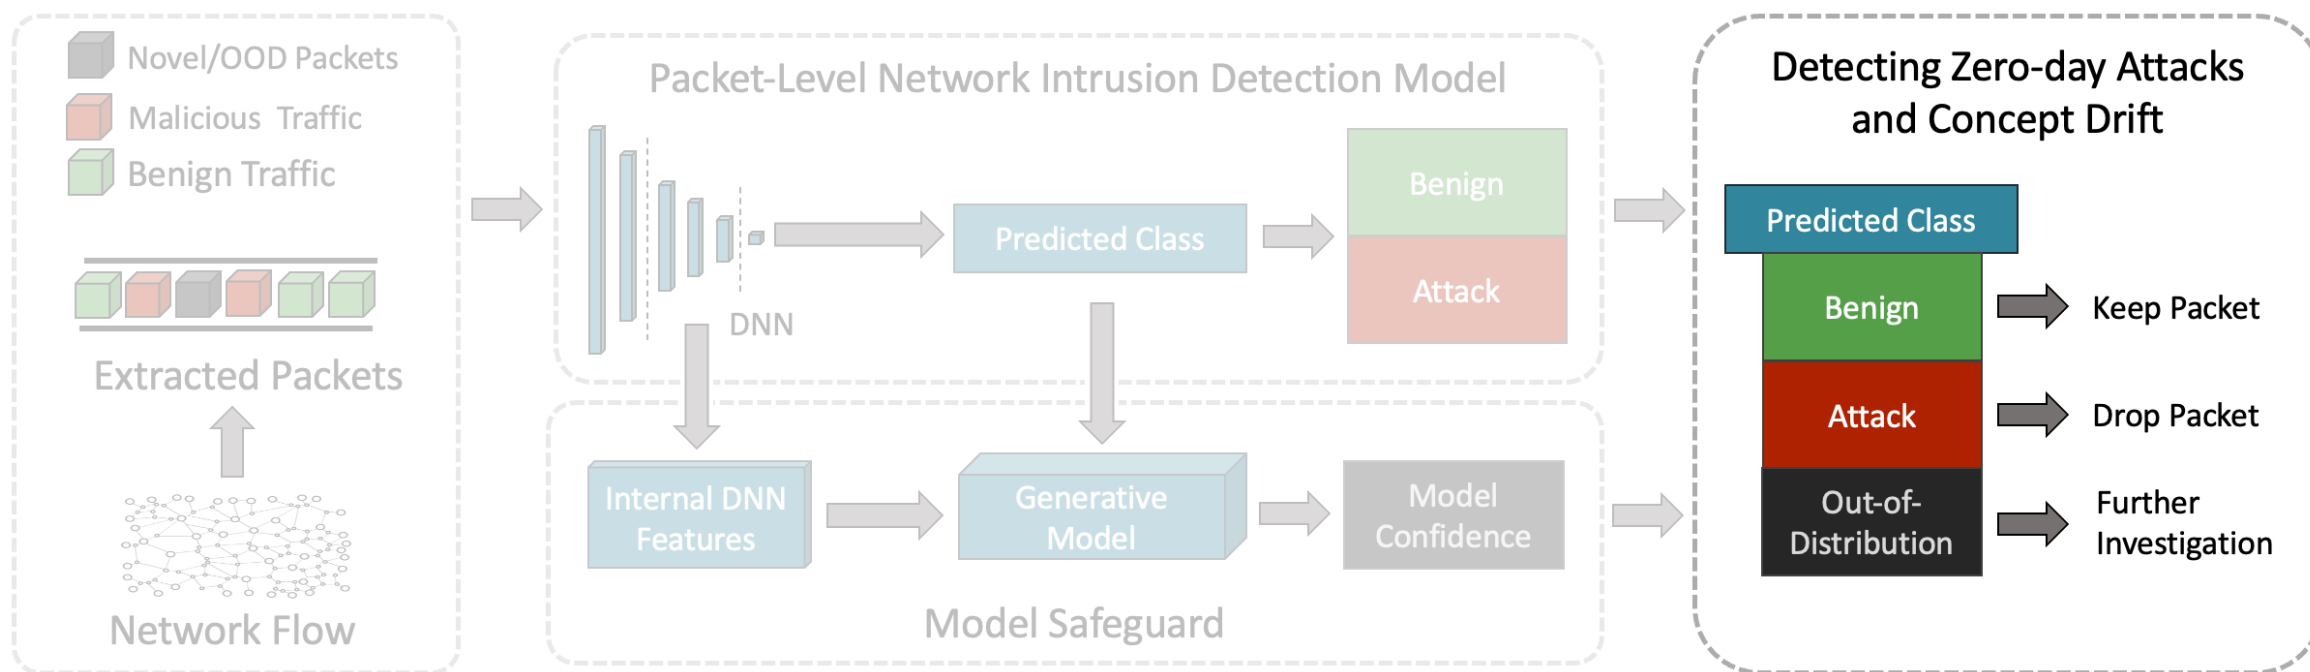 Novel/OOD Packets
Malicious Traffic
Benign Traffic
Extracted Packets
Network Flow
Packet-Level Network Intrusion Detection Model
DNN
Predicted Class
Benign
Attack
Internal DNN
Features
Generative
Model
Model
Confidence
Model Safeguard
Detecting Zero-day Attacks
and Concept Drift
Predicted Class
Benign
Keep Packet
Attack
Drop Packet
Out-of-
Distribution
Further
Investigation